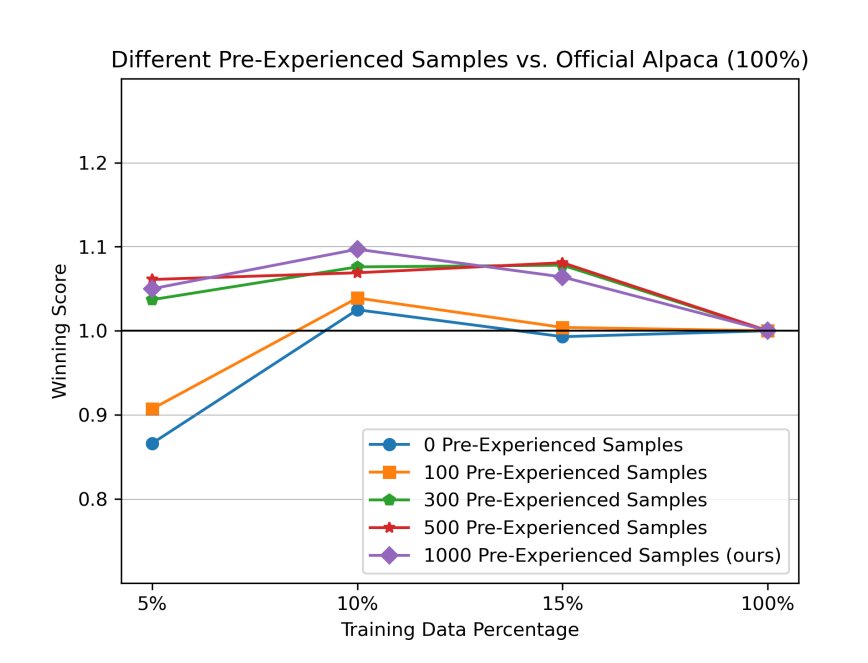 Different Pre-Experienced Samples vs. Official Alpaca (100%)
Winning Score
1.2
1.1
1.0
0.9
0.8
0 Pre-Experienced Samples
100 Pre-Experienced Samples
300 Pre-Experienced Samples
500 Pre-Experienced Samples
1000 Pre-Experienced Samples (ours)
5% 10% 15% 100%
Training Data Percentage